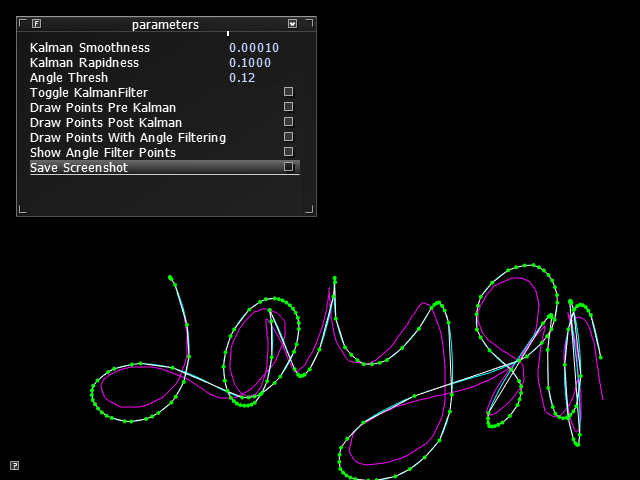 F parameters
Kalman Smoothness 0.00010
Kalman Rapidness 0.1000
Angle Thresh 0.12
Toggle KalmanFilter
Draw Points Pre Kalman
Draw Points Post Kalman
Draw Points With Angle Filtering
Show Angle Filter Points
Save Screenshot
?